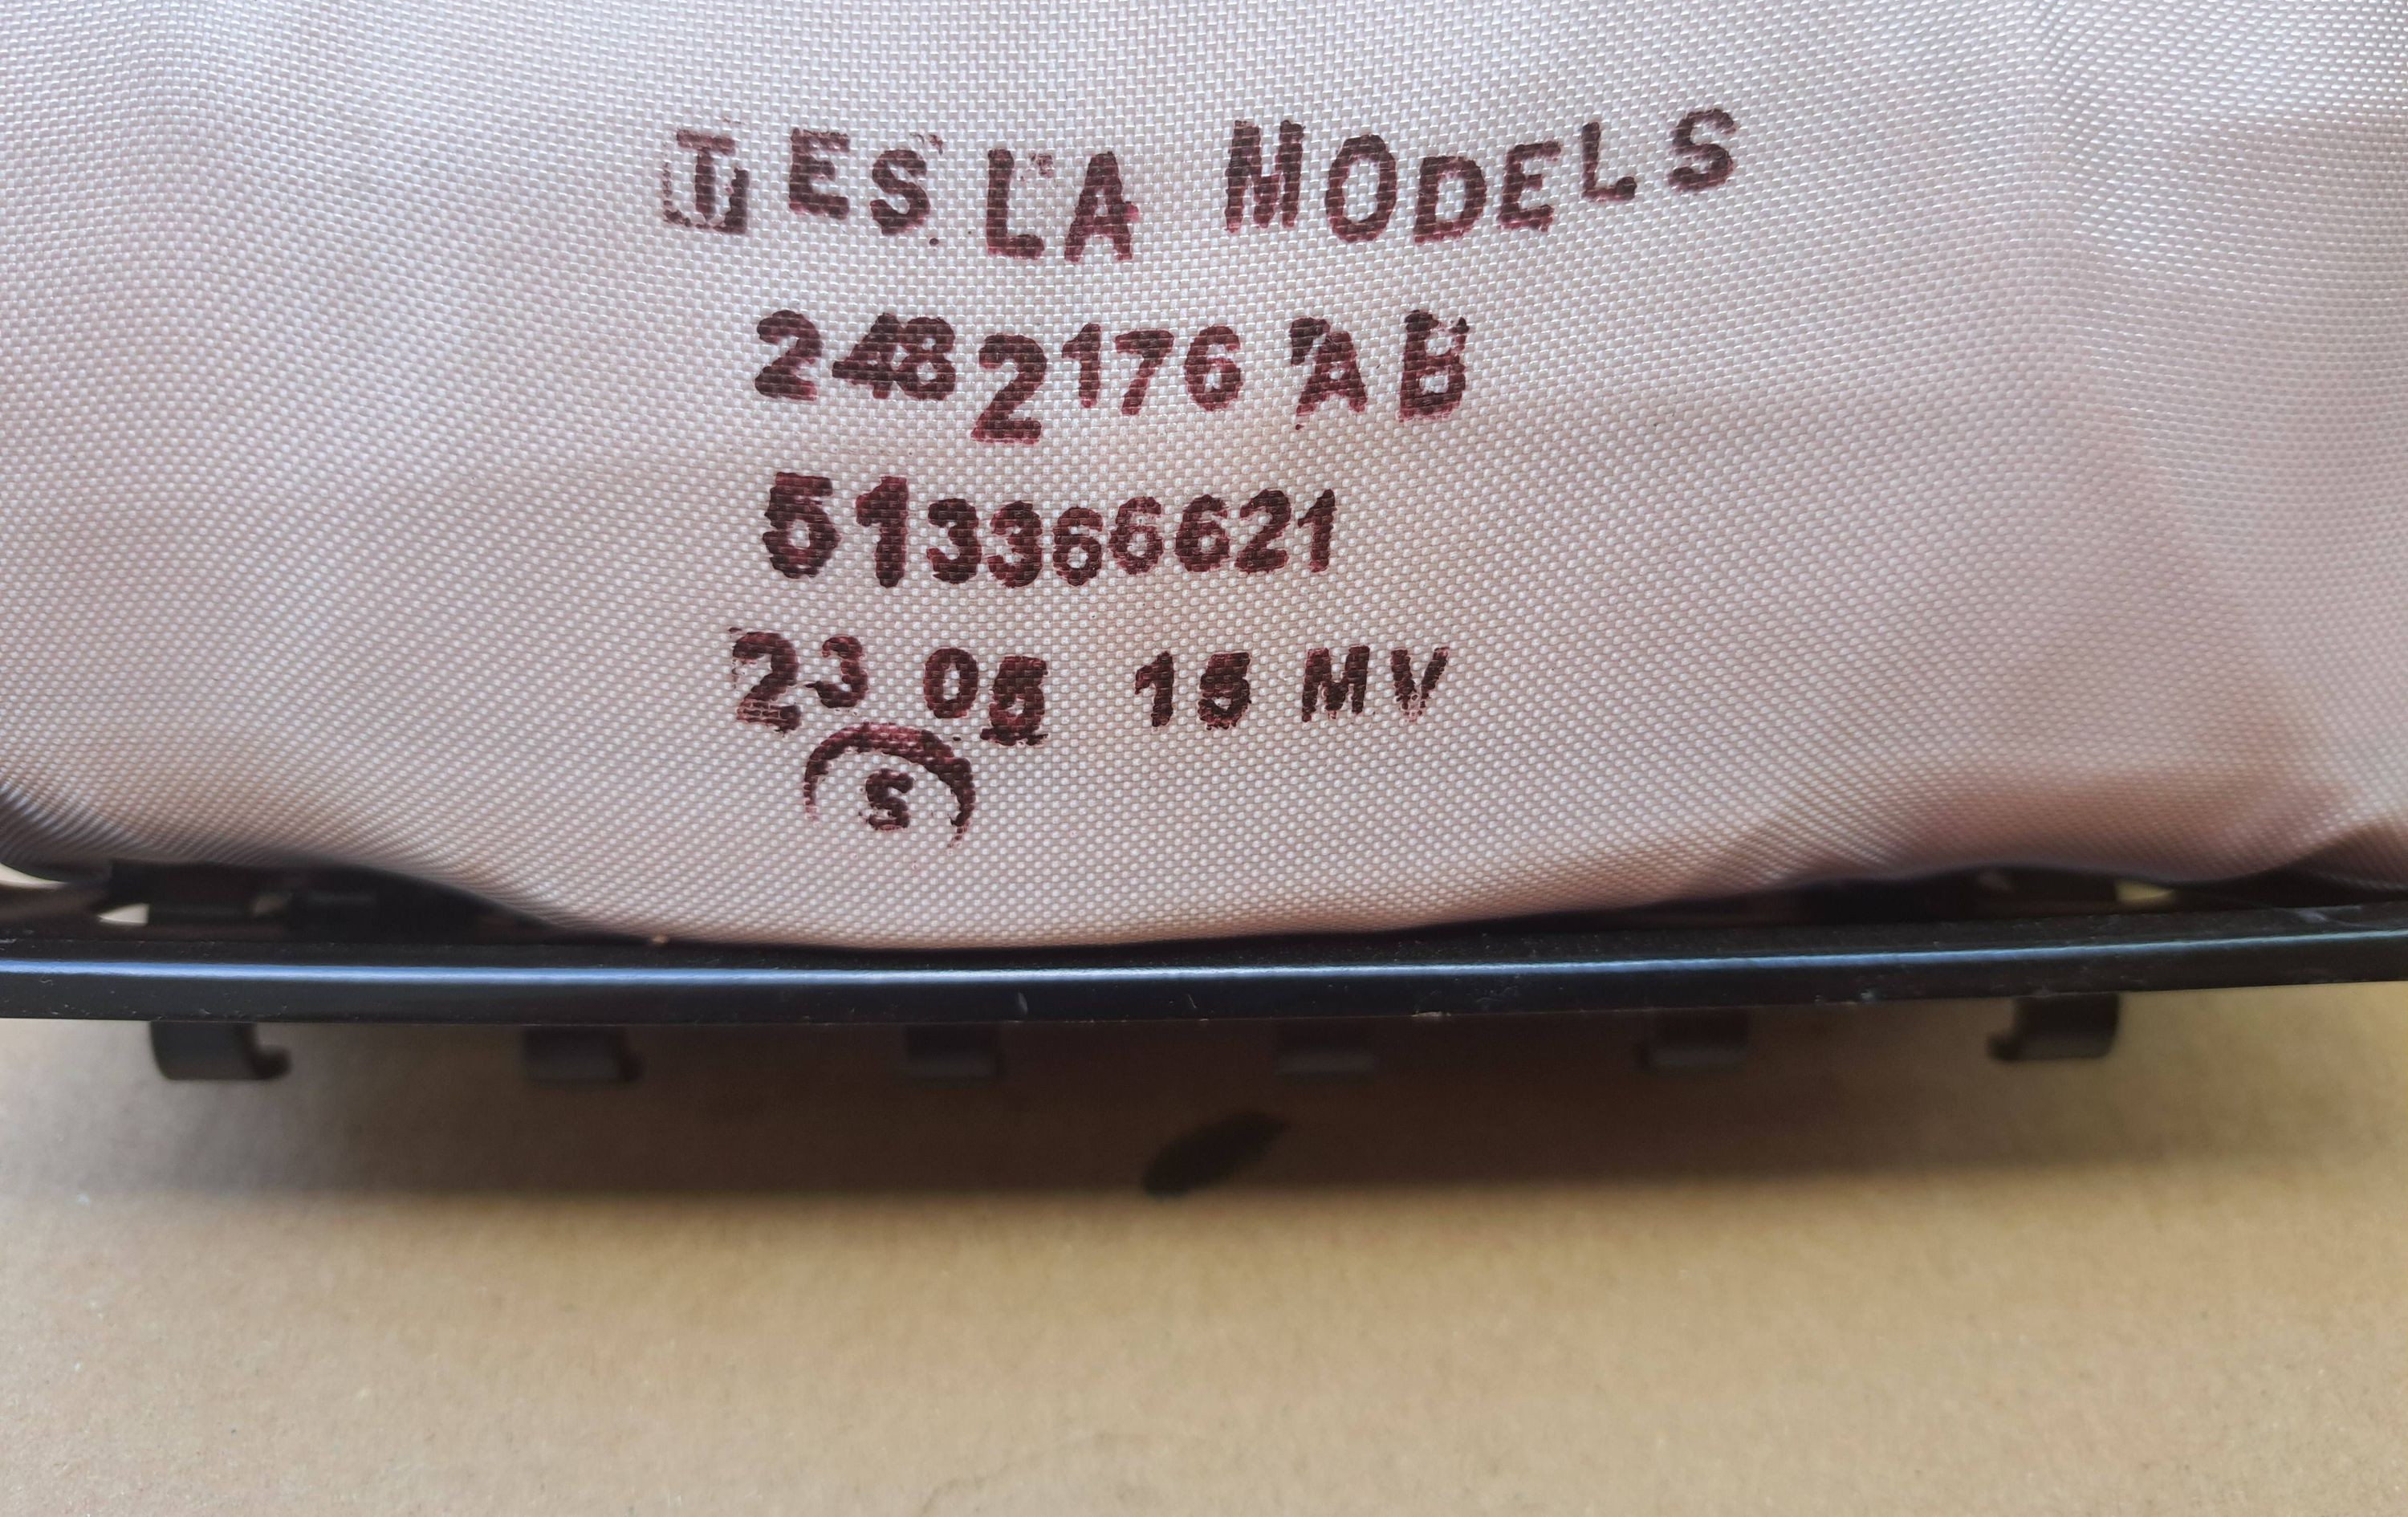 TESLA MODELS
2482176 AB
513366621
23 05 15 MV
S